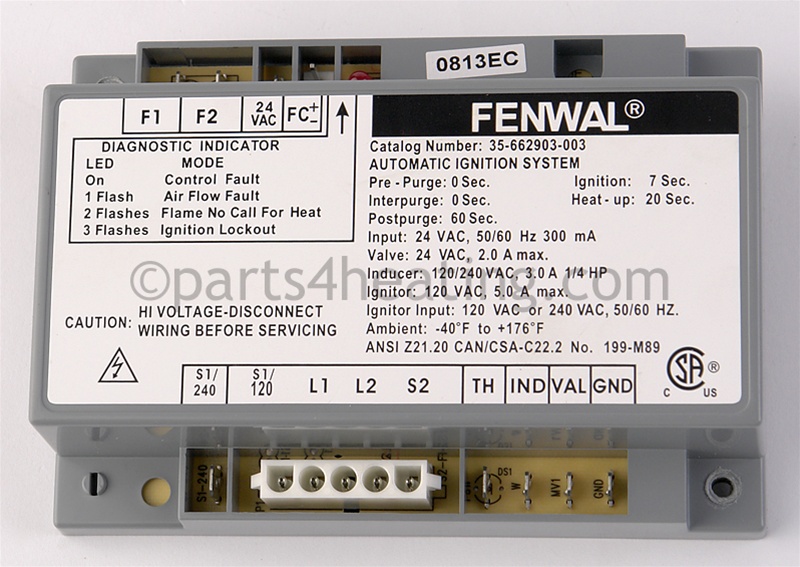 0813EC
F1 F2 24 VAC FC + −
FENWAL®
DIAGNOSTIC INDICATOR
LED MODE
On Control Fault
1 Flash Air Flow Fault
2 Flashes Flame No Call For Heat
3 Flashes Ignition Lockout
Catalog Number: 35-662903-003
AUTOMATIC IGNITION SYSTEM
Pre - Purge: 0 Sec. Ignition: 7 Sec.
Interpurge: 0 Sec. Heat - up: 20 Sec.
Postpurge: 60 Sec.
Input: 24 VAC, 50/60 Hz 300 mA
Valve: 24 VAC, 2.0 A max.
Inducer: 120/240 VAC, 3.0 A 1/4 HP
Ignitor: 120 VAC, 5.0 A max.
Ignitor Input: 120 VAC or 240 VAC, 50/60 HZ.
Ambient: -40°F to +176°F
ANSI Z21.20 CAN/CSA-C22.2 No. 199-M89
©parts4heating.com
CAUTION: HI VOLTAGE-DISCONNECT
WIRING BEFORE SERVICING
SA ®
C US
S1/240 S1/120 L1 L2 S2 TH IND VAL GND
S1-240
DS1
W
MV1
GND